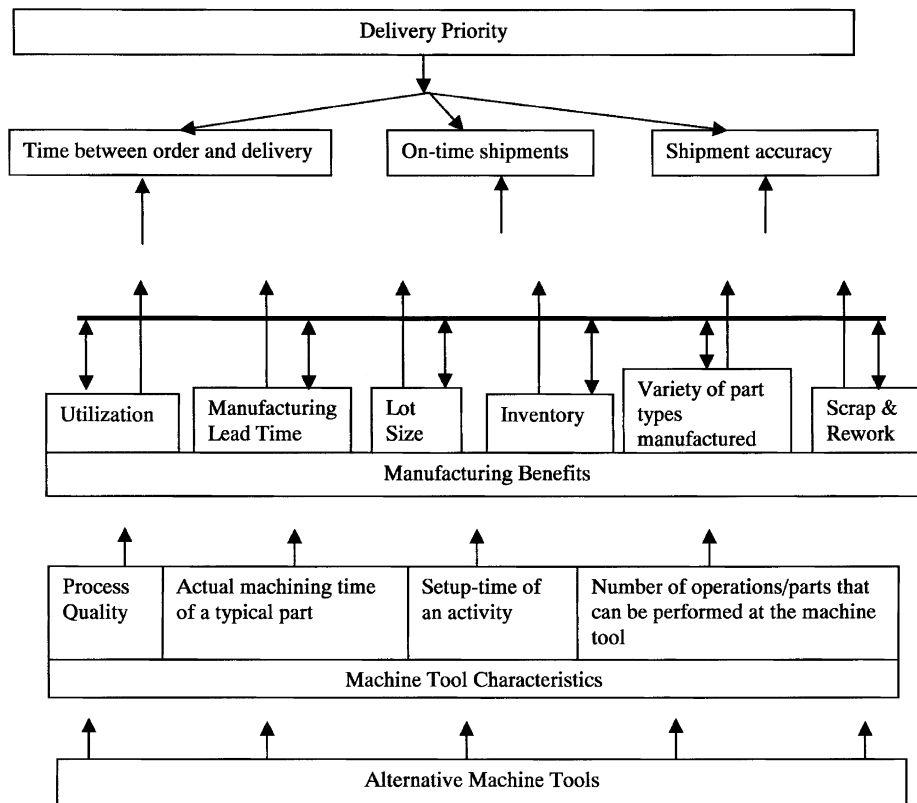 Delivery Priority
Time between order and delivery
On-time shipments
Shipment accuracy
Utilization
Manufacturing
Lead Time
Lot
Size
Inventory
Variety of part
types
manufactured
Scrap &
Rework
Manufacturing Benefits
Process
Quality
Actual machining time
of a typical part
Setup-time of
an activity
Number of operations/parts that
can be performed at the machine
tool
Machine Tool Characteristics
Alternative Machine Tools